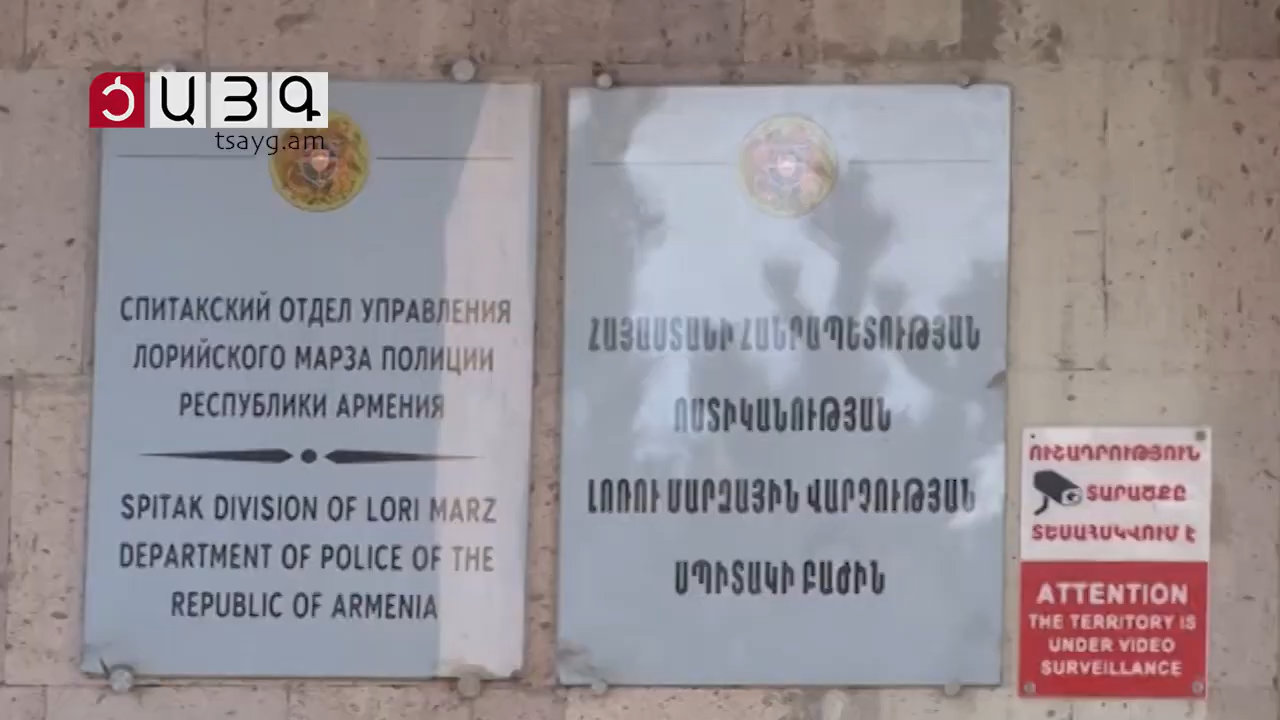 ՑԱՅԳ
tsayg.am
СПИТАКСКИЙ ОТДЕЛ УПРАВЛЕНИЯ
ЛОРИЙСКОГО МАРЗА ПОЛИЦИИ
РЕСПУБЛИКИ АРМЕНИЯ
SPITAK DIVISION OF LORI MARZ
DEPARTMENT OF POLICE OF THE
REPUBLIC OF ARMENIA
ՀԱՅԱՍՏԱՆԻ ՀԱՆՐԱՊԵՏՈՒԹՅԱՆ
ՈՍՏԻԿԱՆՈՒԹՅԱՆ
ԼՈՌՈՒ ՄԱՐԶԱՅԻՆ ՎԱՐՉՈՒԹՅԱՆ
ՍՊԻՏԱԿԻ ԲԱԺԻՆ
ՈՒՇԱԴՐՈՒԹՅՈՒՆ
ՏԱՐԱԾՔԸ
ՏԵՍԱՀՍԿՎՈՒՄ Է
ATTENTION
THE TERRITORY IS
UNDER VIDEO
SURVEILLANCE